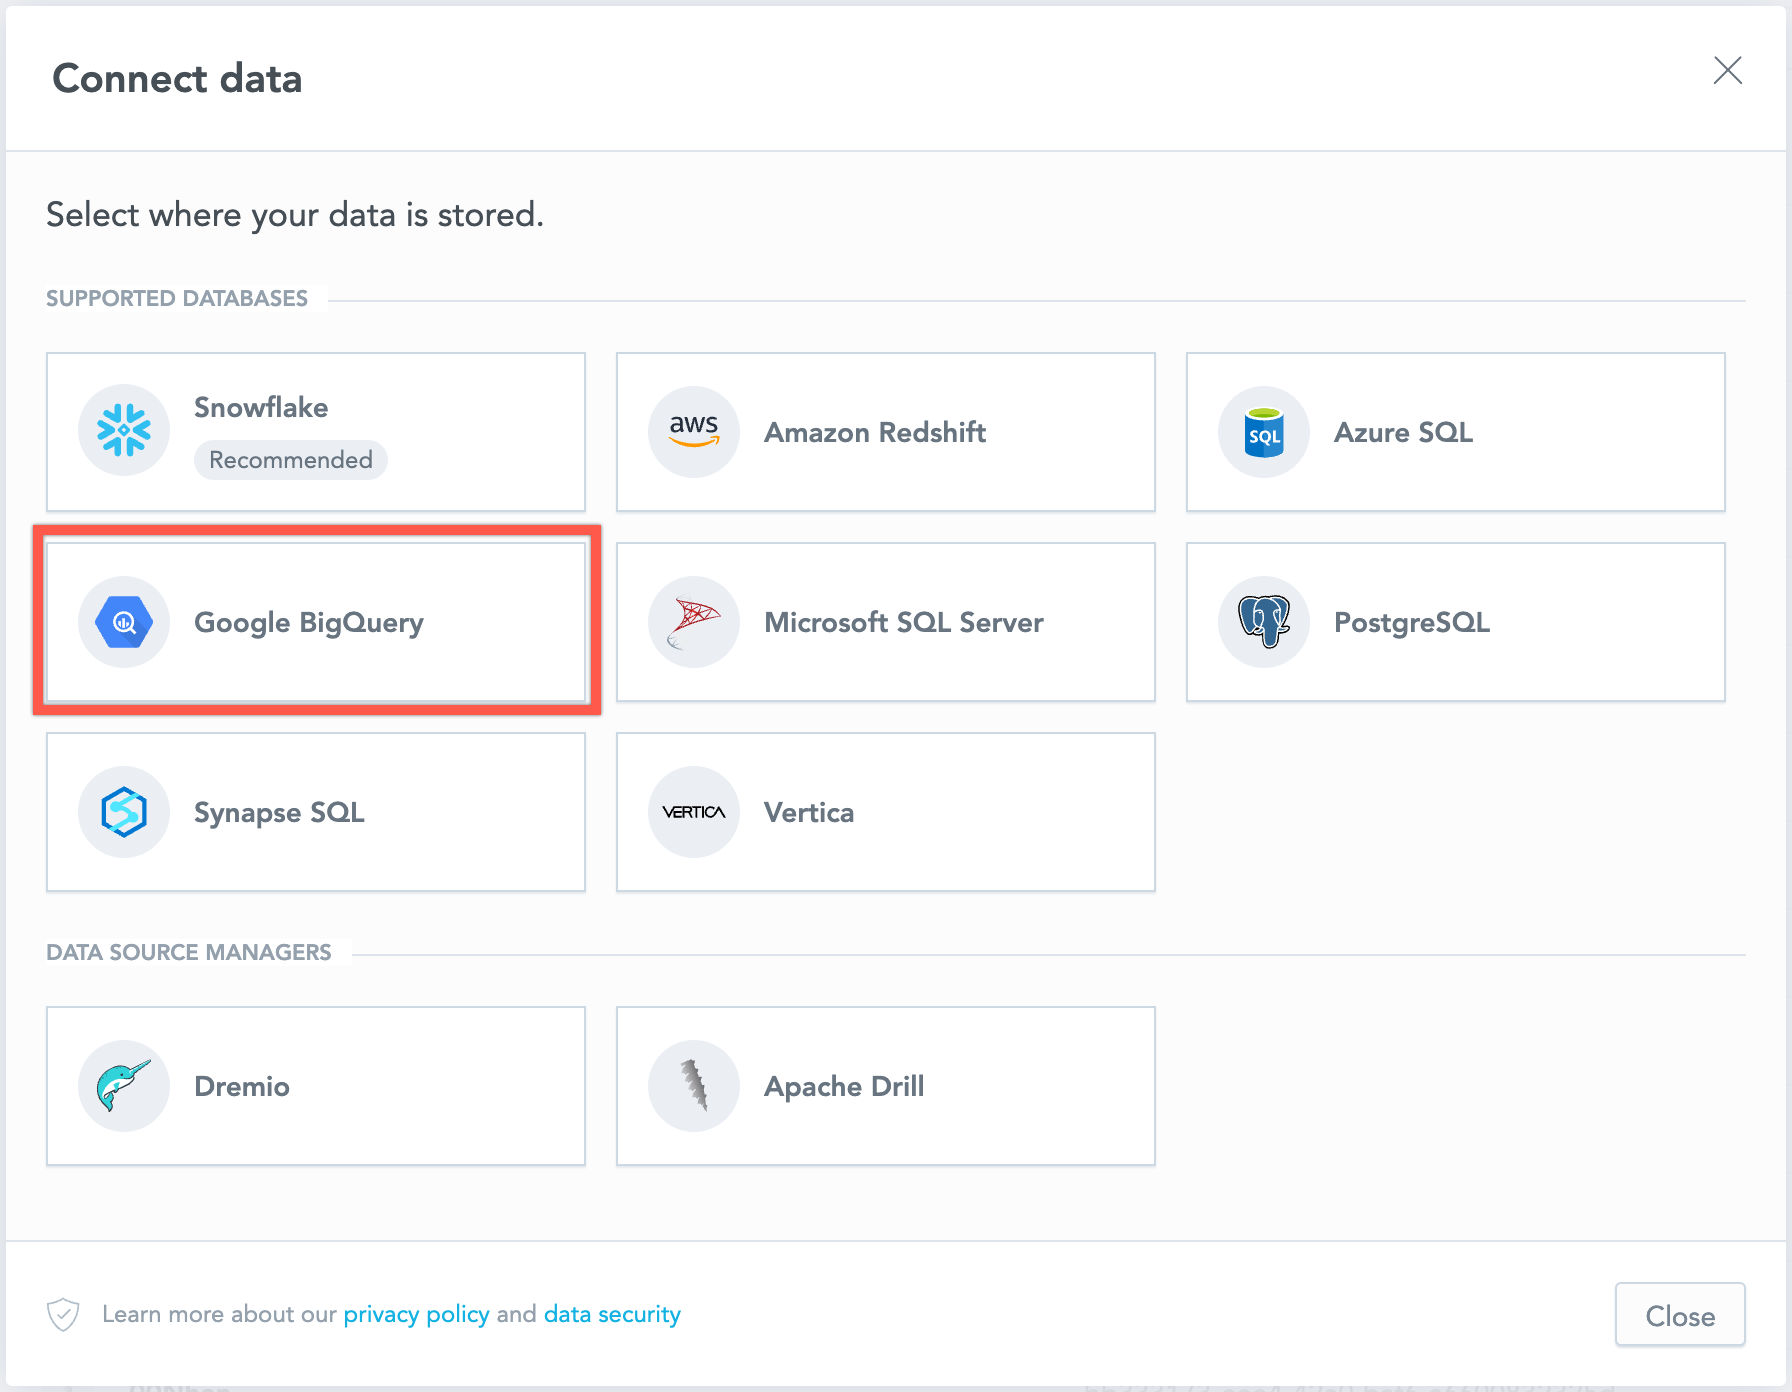 Connect data
Select where your data is stored.
SUPPORTED DATABASES
Snowflake
Recommended
aws
Amazon Redshift
SQL
Azure SQL
Google BigQuery
Microsoft SQL Server
PostgreSQL
Synapse SQL
VERTICA
Vertica
DATA SOURCE MANAGERS
Dremio
Apache Drill
Learn more about our privacy policy and data security
Close